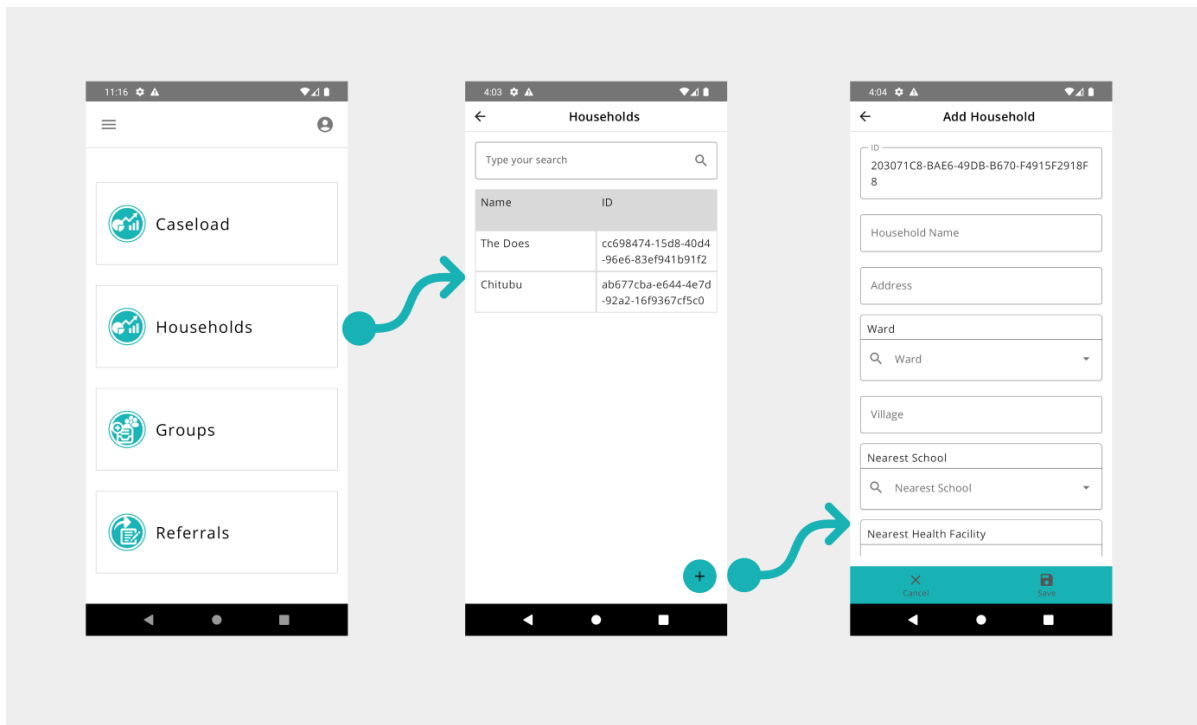 11:16
Caseload
Households
Groups
Referrals
4:03
Households
Type your search
Name ID
The Does cc698474-15d8-40d4
-96e6-83ef941b91f2
Chitubu ab677cba-e644-4e7d
-92a2-16f9367cf5c0
4:04
Add Household
ID
203071C8-BAE6-49DB-B670-F4915F2918F
8
Household Name
Address
Ward
Ward
Village
Nearest School
Nearest School
Nearest Health Facility
Cancel Save